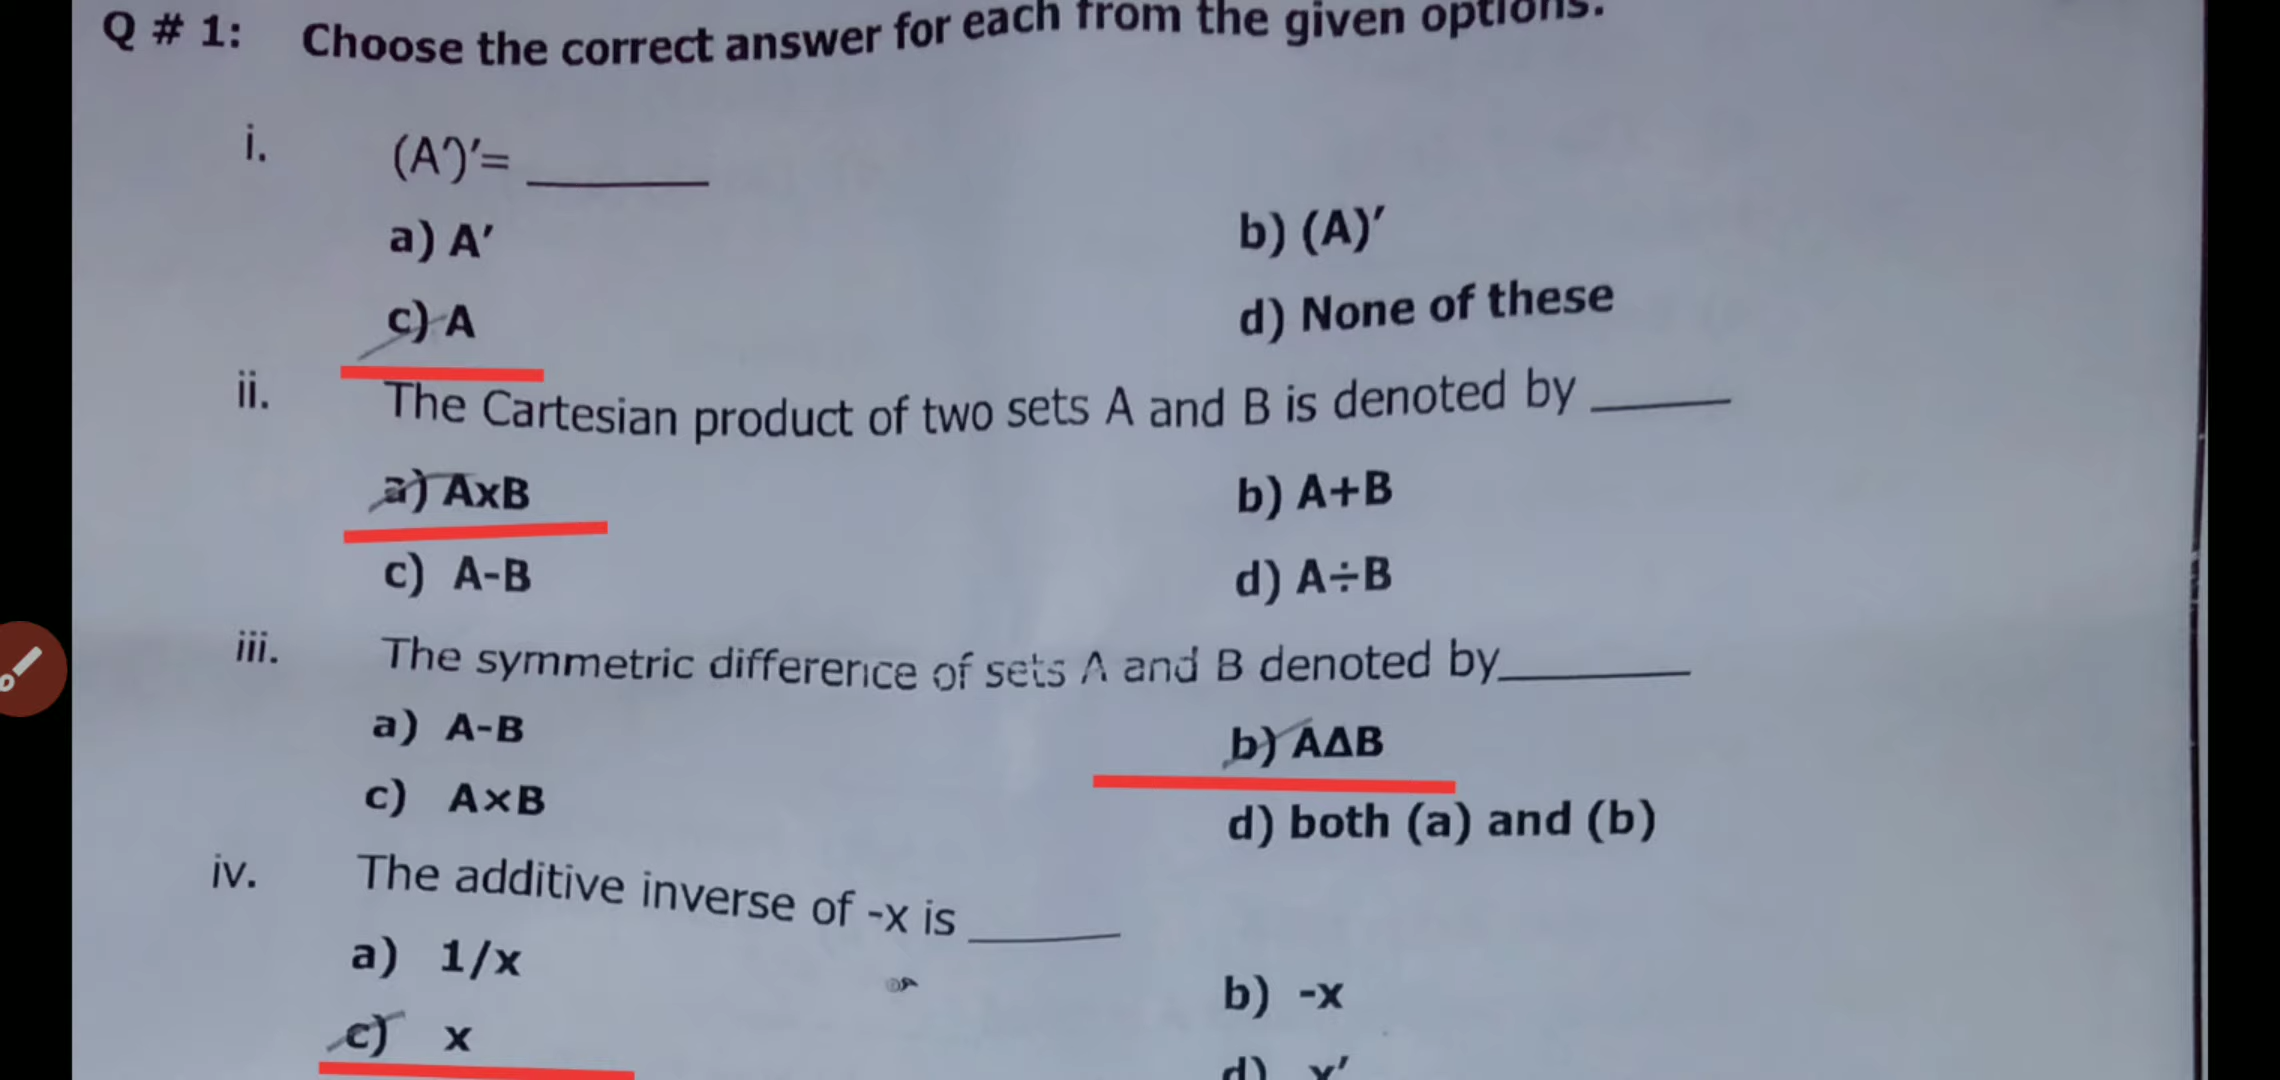 Q # 1: Choose the correct answer for each from the given options.
i. (A′)′= ______
a) A′ b) (A)′
c) A d) None of these
ii. The Cartesian product of two sets A and B is denoted by ______
a) AxB b) A+B
c) A-B d) A÷B
iii. The symmetric difference of sets A and B denoted by______
a) A-B b) AΔB
c) A×B d) both (a) and (b)
iv. The additive inverse of -x is ______
a) 1/x b) -x
c) x d) x′